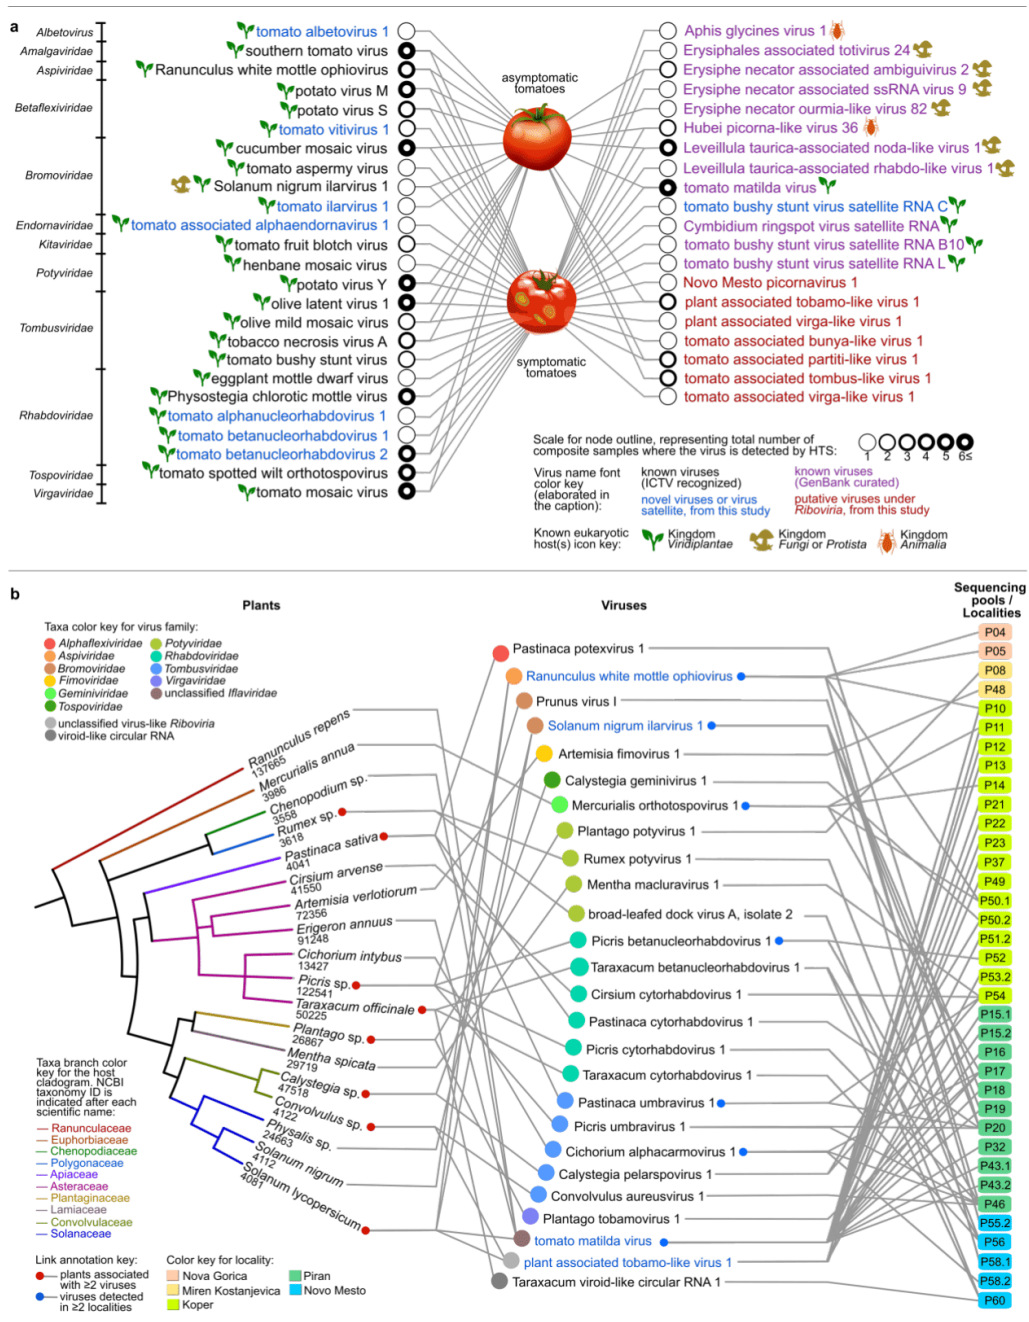 a
Albetovirus
Amalgaviridae
Aspiviridae
Betaflexiviridae
Bromoviridae
Endornaviridae
Kitaviridae
Potyviridae
Tombusviridae
Rhabdoviridae
Tospoviridae
Virgaviridae
tomato albetovirus 1
southern tomato virus
Ranunculus white mottle ophiovirus
potato virus M
potato virus S
tomato vitivirus 1
cucumber mosaic virus
tomato aspermy virus
Solanum nigrum ilarvirus 1
tomato ilarvirus 1
tomato associated alphaendornavirus 1
tomato fruit blotch virus
henbane mosaic virus
potato virus Y
olive latent virus 1
olive mild mosaic virus
tobacco necrosis virus A
tomato bushy stunt virus
eggplant mottle dwarf virus
Physostegia chlorotic mottle virus
tomato alphanucleorhabdovirus 1
tomato betanucleorhabdovirus 1
tomato betanucleorhabdovirus 2
tomato spotted wilt orthotospovirus
tomato mosaic virus
asymptomatic
tomatoes
symptomatic
tomatoes
Aphis glycines virus 1
Erysiphales associated totivirus 24
Erysiphe necator associated ambiguivirus 2
Erysiphe necator associated ssRNA virus 9
Erysiphe necator ourmia-like virus 82
Hubei picorna-like virus 36
Leveillula taurica-associated noda-like virus 1
Leveillula taurica-associated rhabdo-like virus 1
tomato matilda virus
tomato bushy stunt virus satellite RNA C
Cymbidium ringspot virus satellite RNA
tomato bushy stunt virus satellite RNA B10
tomato bushy stunt virus satellite RNA L
Novo Mesto picornavirus 1
plant associated tobamo-like virus 1
plant associated virga-like virus 1
tomato associated bunya-like virus 1
tomato associated partiti-like virus 1
tomato associated tombus-like virus 1
tomato associated virga-like virus 1
Scale for node outline, representing total number of
composite samples where the virus is detected by HTS:
1 2 3 4 5 6≤
Virus name font
color key
(elaborated in
the caption):
known viruses
(ICTV recognized)
known viruses
(GenBank curated)
novel viruses or virus
satellite, from this study
putative viruses under
Riboviria, from this study
Known eukaryotic
host(s) icon key:
Kingdom
Viridiplantae
Kingdom
Fungi or Protista
Kingdom
Animalia
b
Plants
Viruses
Sequencing
pools /
Localities
Taxa color key for virus family:
Alphaflexiviridae
Aspiviridae
Bromoviridae
Fimoviridae
Geminiviridae
Tospoviridae
Potyviridae
Rhabdoviridae
Tombusviridae
Virgaviridae
unclassified Iflaviridae
unclassified virus-like Riboviria
viroid-like circular RNA
Ranunculus repens
137665
Mercurialis annua
3986
Chenopodium sp.
3558
Rumex sp.
3618
Pastinaca sativa
4041
Cirsium arvense
41550
Artemisia verlotiorum
72356
Erigeron annuus
91248
Cichorium intybus
13427
Picris sp.
122541
Taraxacum officinale
50225
Plantago sp.
26867
Mentha spicata
29719
Calystegia sp.
47518
Convolvulus sp.
4122
Physalis sp.
24663
Solanum nigrum
4112
Solanum lycopersicum
4081
Taxa branch color
key for the host
cladogram. NCBI
taxonomy ID is
indicated after each
scientific name:
Ranunculaceae
Euphorbiaceae
Chenopodiaceae
Polygonaceae
Apiaceae
Asteraceae
Plantaginaceae
Lamiaceae
Convolvulaceae
Solanaceae
Link annotation key:
plants associated
with ≥2 viruses
viruses detected
in ≥2 localities
Color key for locality:
Nova Gorica
Miren Kostanjevica
Koper
Piran
Novo Mesto
Pastinaca potexvirus 1
Ranunculus white mottle ophiovirus
Prunus virus I
Solanum nigrum ilarvirus 1
Artemisia fimovirus 1
Calystegia geminivirus 1
Mercurialis orthotospovirus 1
Plantago potyvirus 1
Rumex potyvirus 1
Mentha macluravirus 1
broad-leafed dock virus A, isolate 2
Picris betanucleorhabdovirus 1
Taraxacum betanucleorhabdovirus 1
Cirsium cytorhabdovirus 1
Pastinaca cytorhabdovirus 1
Picris cytorhabdovirus 1
Taraxacum cytorhabdovirus 1
Pastinaca umbravirus 1
Picris umbravirus 1
Cichorium alphacarmovirus 1
Calystegia pelarspovirus 1
Convolvulus aureusvirus 1
Plantago tobamovirus 1
tomato matilda virus
plant associated tobamo-like virus 1
Taraxacum viroid-like circular RNA 1
P04
P05
P08
P48
P10
P11
P12
P13
P14
P21
P22
P23
P37
P49
P50.1
P50.2
P51.2
P52
P53.2
P54
P15.1
P15.2
P16
P17
P18
P19
P20
P32
P43.1
P43.2
P46
P55.2
P56
P58.1
P58.2
P60